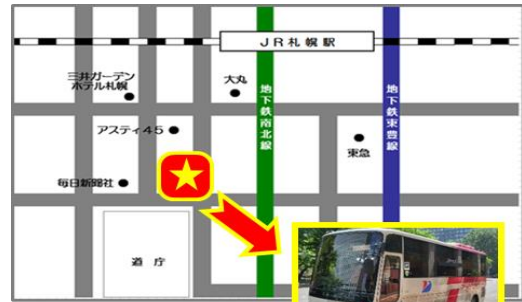 JR札幌駅
三井ガーデン
ホテル札幌
大丸
地下鉄南北線
地下鉄東豊線
アスティ45
東急
毎日新聞社
道庁